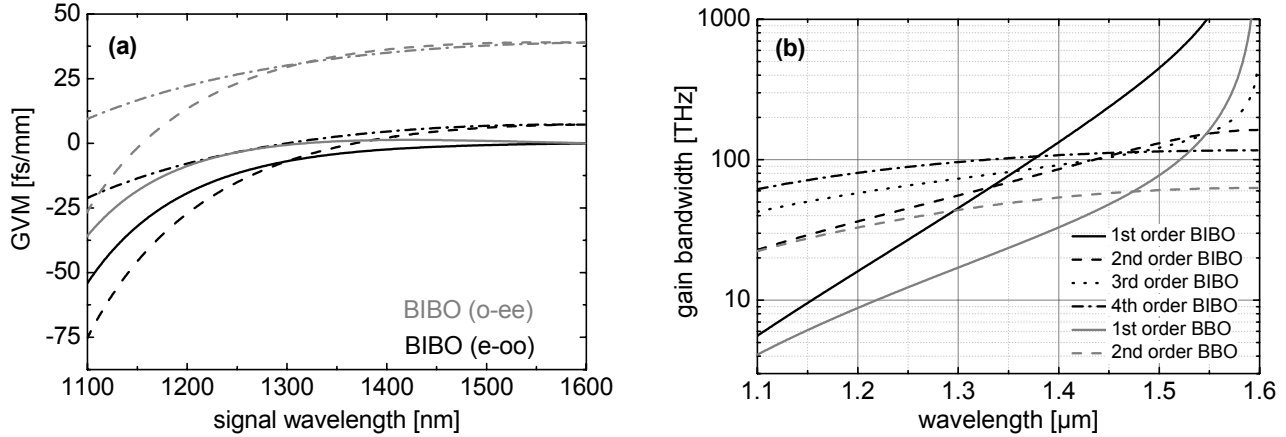 (a)
GVM [fs/mm]
50
25
0
-25
-50
-75
BIBO (o-ee)
BIBO (e-oo)
1100 1200 1300 1400 1500 1600
signal wavelength [nm]
(b)
gain bandwidth [THz]
1000
100
10
1st order BIBO
2nd order BIBO
3rd order BIBO
4th order BIBO
1st order BBO
2nd order BBO
1.1 1.2 1.3 1.4 1.5 1.6
wavelength [µm]